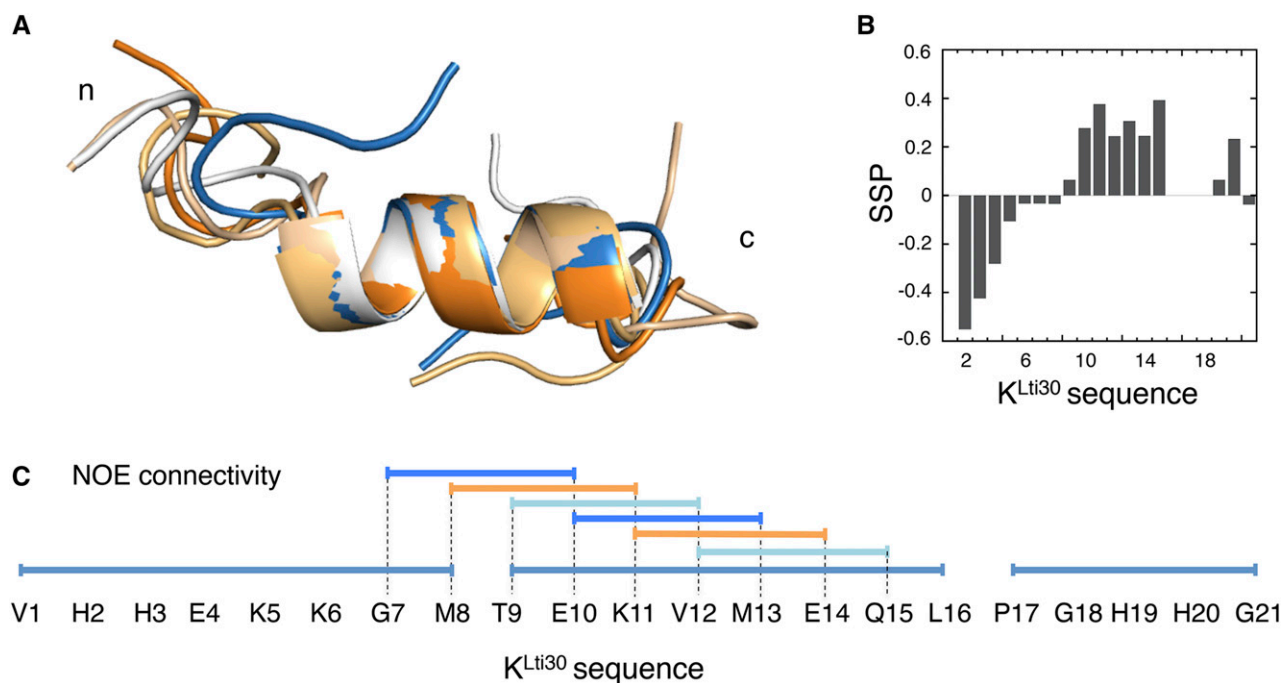 A
n
c
B
SSP
0.6
0.4
0.2
0
-0.2
-0.4
-0.6
2 6 10 14 18
K^Lti30 sequence
C NOE connectivity
V1 H2 H3 E4 K5 K6 G7 M8 T9 E10 K11 V12 M13 E14 Q15 L16 P17 G18 H19 H20 G21
K^Lti30 sequence